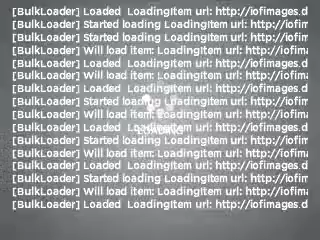 [BulkLoader] Loaded LoadingItem url: http://iofimages.d
[BulkLoader] Started loading LoadingItem url: http://iofim
[BulkLoader] Loaded LoadingItem url: http://iofimages.d
[BulkLoader] Will load item: LoadingItem url: http://iofima
[BulkLoader] Loaded LoadingItem url: http://iofimages.d
[BulkLoader] Will load item: LoadingItem url: http://iofima
[BulkLoader] Loaded LoadingItem url: http://iofimages.d
[BulkLoader] Started loading LoadingItem url: http://iofim
[BulkLoader] Will load item: LoadingItem url: http://iofima
[BulkLoader] Loaded LoadingItem url: http://iofimages.d
[BulkLoader] Started loading LoadingItem url: http://iofim
[BulkLoader] Will load item: LoadingItem url: http://iofima
[BulkLoader] Loaded LoadingItem url: http://iofimages.d
[BulkLoader] Started loading LoadingItem url: http://iofim
[BulkLoader] Will load item: LoadingItem url: http://iofima
[BulkLoader] Loaded LoadingItem url: http://iofimages.d